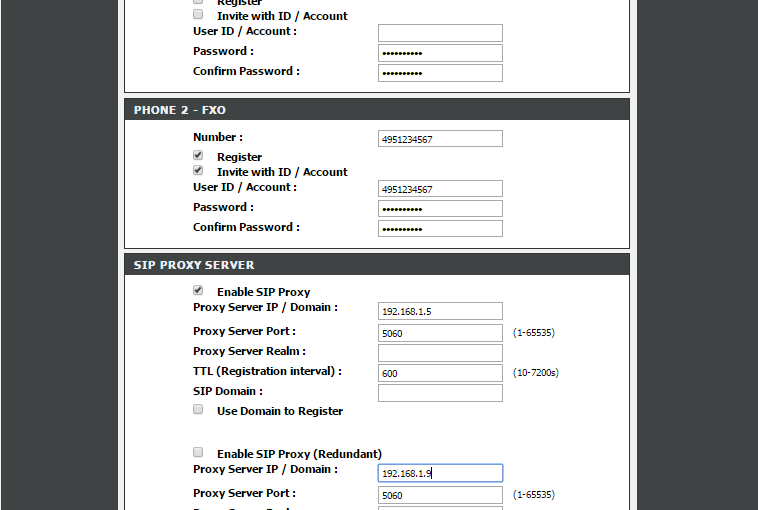 Register
Invite with ID / Account
User ID / Account :
Password : ••••••••••
Confirm Password : ••••••••••
PHONE 2 - FXO
Number : 4951234567
Register
Invite with ID / Account
User ID / Account : 4951234567
Password : ••••••••••
Confirm Password : ••••••••••
SIP PROXY SERVER
Enable SIP Proxy
Proxy Server IP / Domain : 192.168.1.5
Proxy Server Port : 5060 (1-65535)
Proxy Server Realm :
TTL (Registration interval) : 600 (10-7200s)
SIP Domain :
Use Domain to Register
Enable SIP Proxy (Redundant)
Proxy Server IP / Domain : 192.168.1.9
Proxy Server Port : 5060 (1-65535)